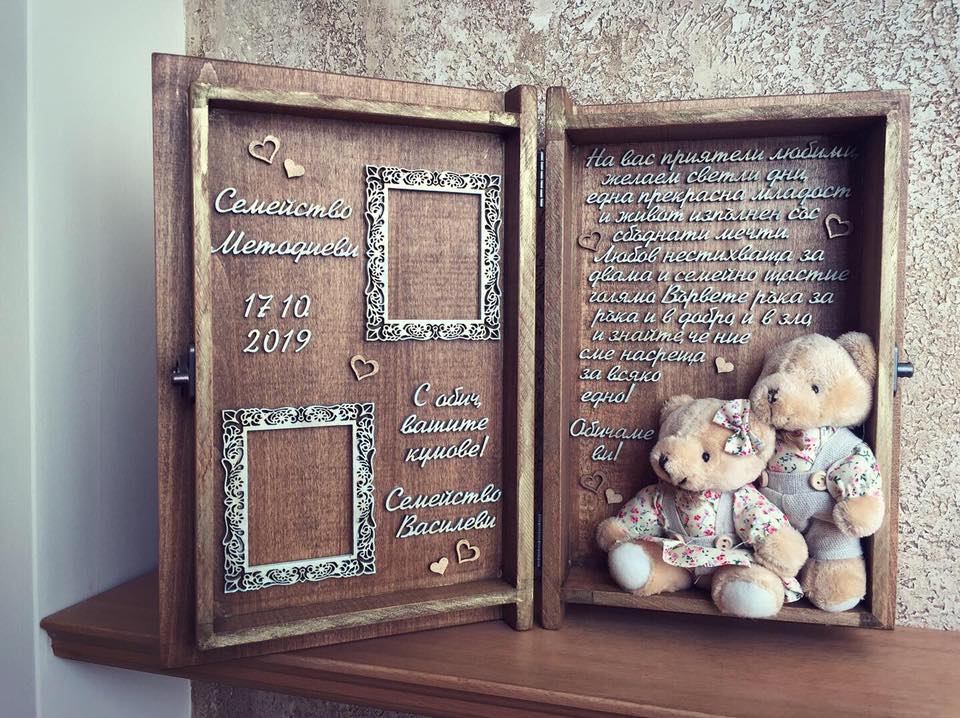 Семейство
Методиеви
17.10.
2019
С обич,
вашите
кумове!
Семейство
Василеви
На вас приятели любими,
желаем светли дни,
една прекрасна младост
и живот изпълнен със
сбъднати мечти.
Любов нестихваща за
двама и семейно щастие
голямо. Вървете ръка за
ръка и в добро, и в зло,
и знайте, че ние
сме насреща
за всяко
едно!
Обичаме
ви!